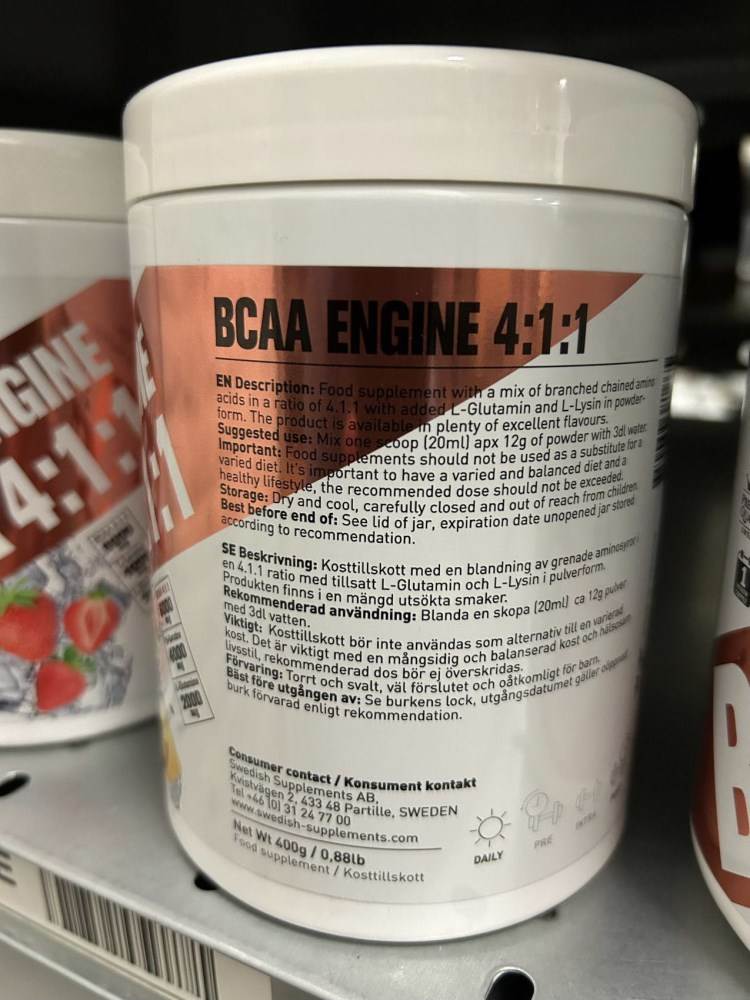 BCAA ENGINE 4:1:1
EN Description: Food supplement with a mix of branched chained amino
acids in a ratio of 4.1.1 with added L-Glutamin and L-Lysin in powder-
form. The product is available in plenty of excellent flavours.
Suggested use: Mix one scoop (20ml) apx 12g of powder with 3dl water.
Important: Food supplements should not be used as a substitute for a
varied diet. It's important to have a varied and balanced diet and a
healthy lifestyle, the recommended dose should not be exceeded.
Storage: Dry and cool, carefully closed and out of reach from children.
Best before end of: See lid of jar, expiration date unopened jar stored
according to recommendation.
SE Beskrivning: Kosttillskott med en blandning av grenade aminosyror i
en 4.1.1 ratio med tillsatt L-Glutamin och L-Lysin i pulverform.
Produkten finns i en mängd utsökta smaker.
Rekommenderad användning: Blanda en skopa (20ml) ca 12g pulver
med 3dl vatten.
Viktigt: Kosttillskott bör inte användas som alternativ till en varierad
kost. Det är viktigt med en mångsidig och balanserad kost och hälsosam
livsstil, rekommenderad dos bör ej överskridas.
Förvaring: Torrt och svalt, väl förslutet och oåtkomligt för barn.
Bäst före utgången av: Se burkens lock, utgångsdatumet gäller oöppnad
burk förvarad enligt rekommendation.
Consumer contact / Konsument kontakt
Swedish Supplements AB,
Kvistvägen 2, 433 48 Partille, SWEDEN
Tel +46 (0) 31 24 77 00
www.swedish-supplements.com
Net Wt 400g / 0,88lb
Food supplement / Kosttillskott
DAILY
PRE
INTRA
GINE
4:1:1
2000
mg